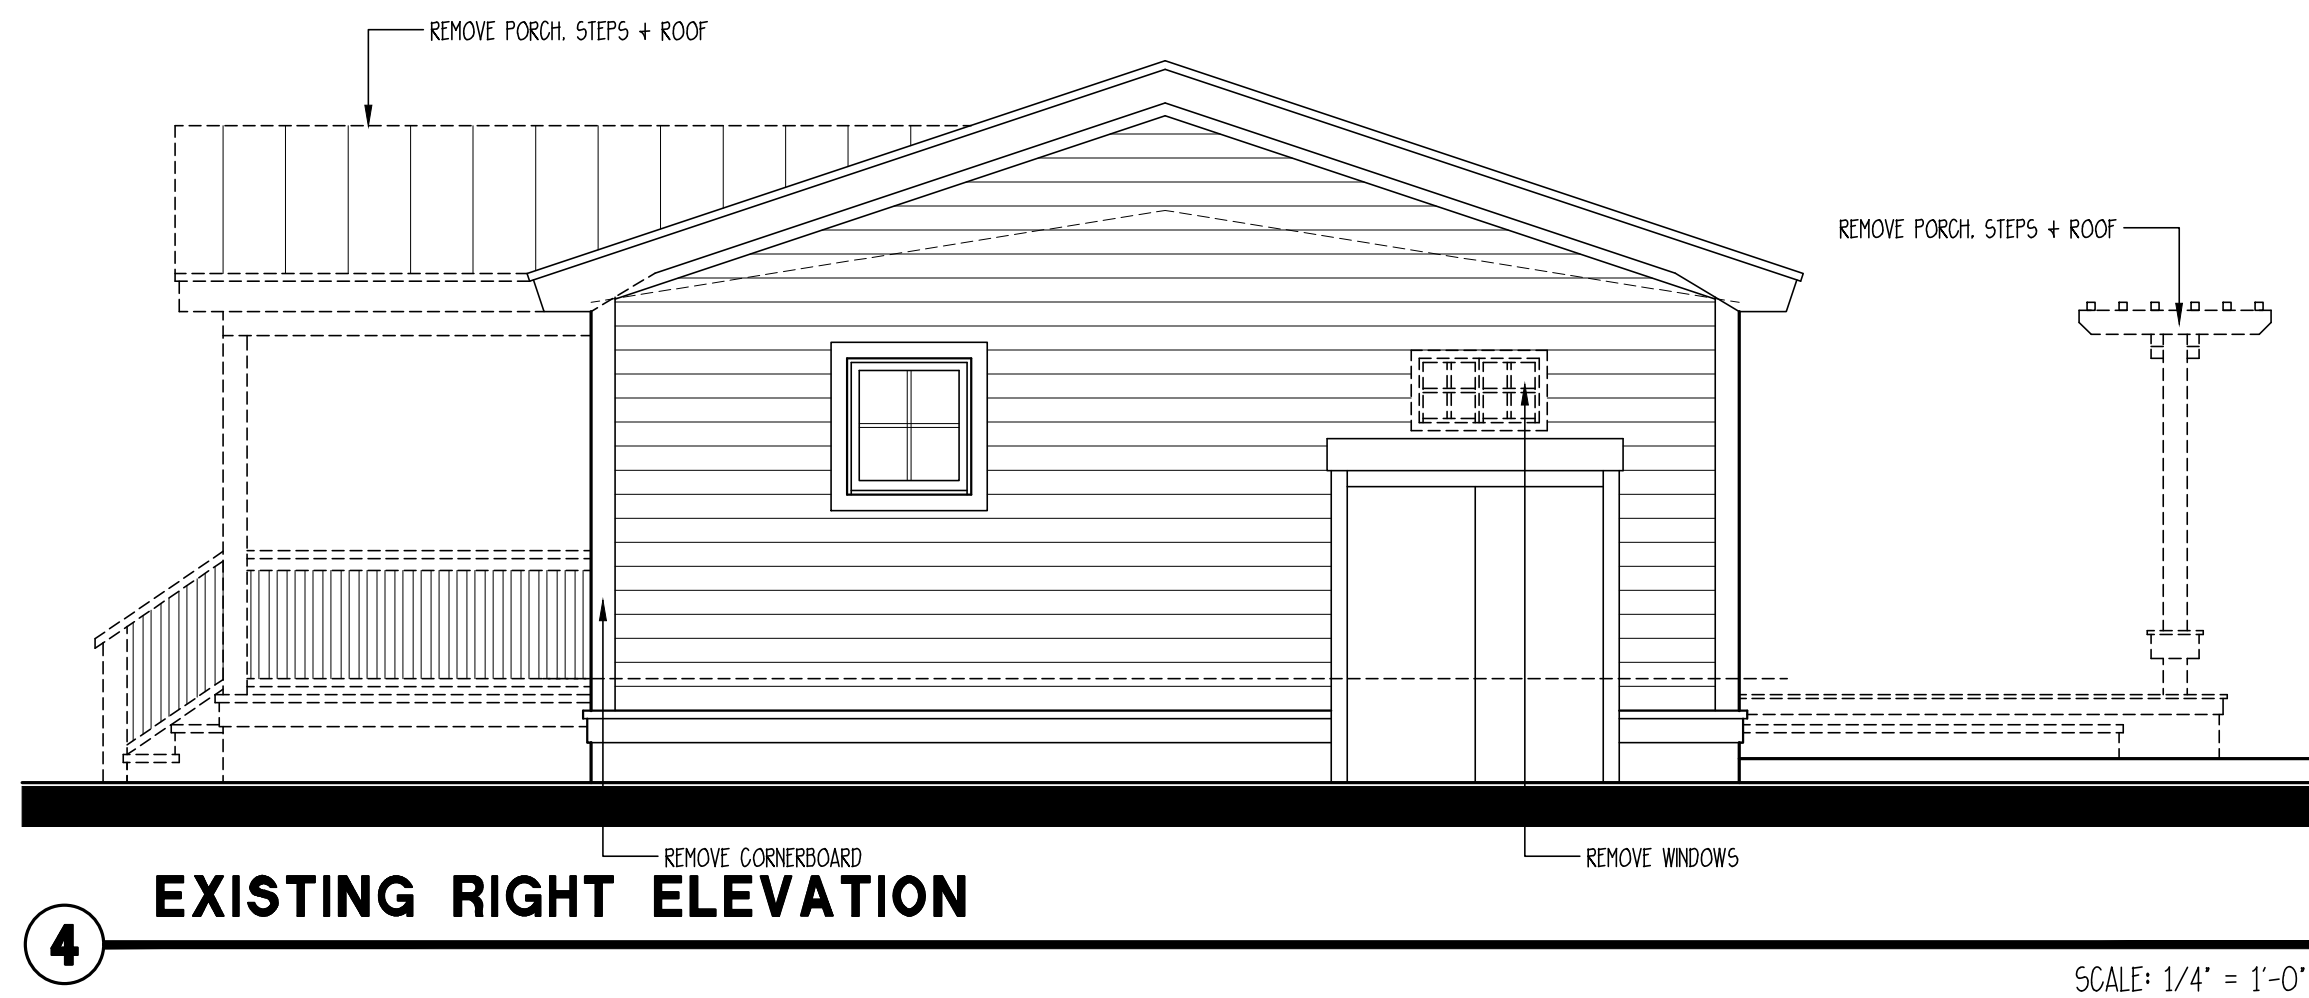 REMOVE PORCH, STEPS + ROOF
REMOVE PORCH, STEPS + ROOF
REMOVE CORNERBOARD
REMOVE WINDOWS
EXISTING RIGHT ELEVATION
4
SCALE: 1/4" = 1'-0"